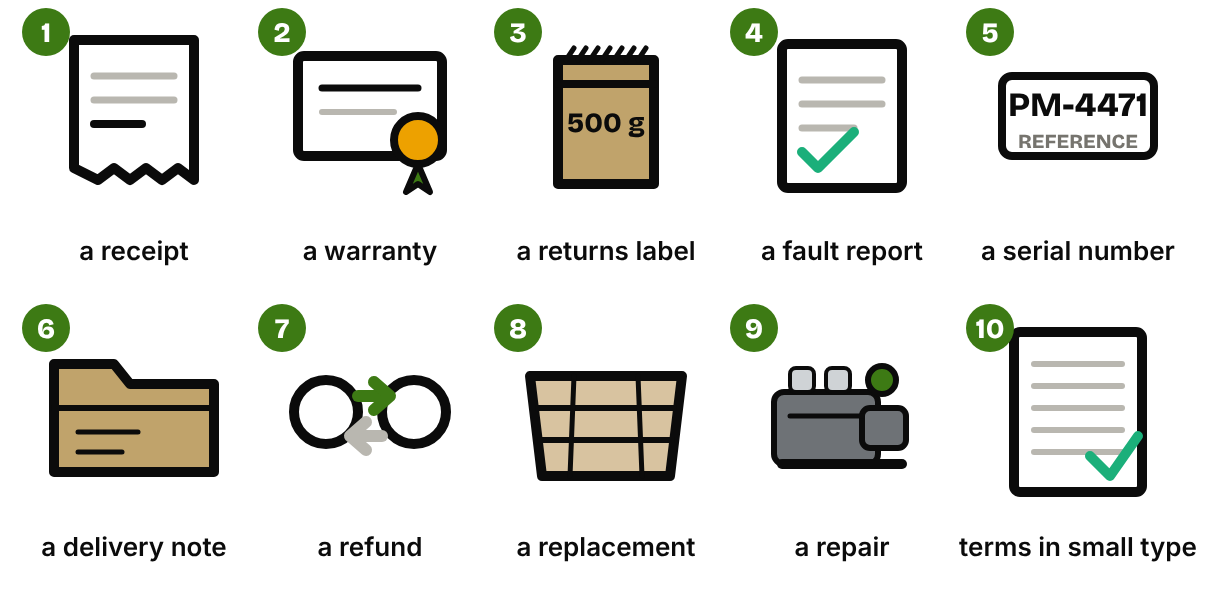 1
2
3
500 g
4
5
PM-4471
REFERENCE
a receipt
a warranty
a returns label
a fault report
a serial number
6
7
8
9
10
a delivery note
a refund
a replacement
a repair
terms in small type